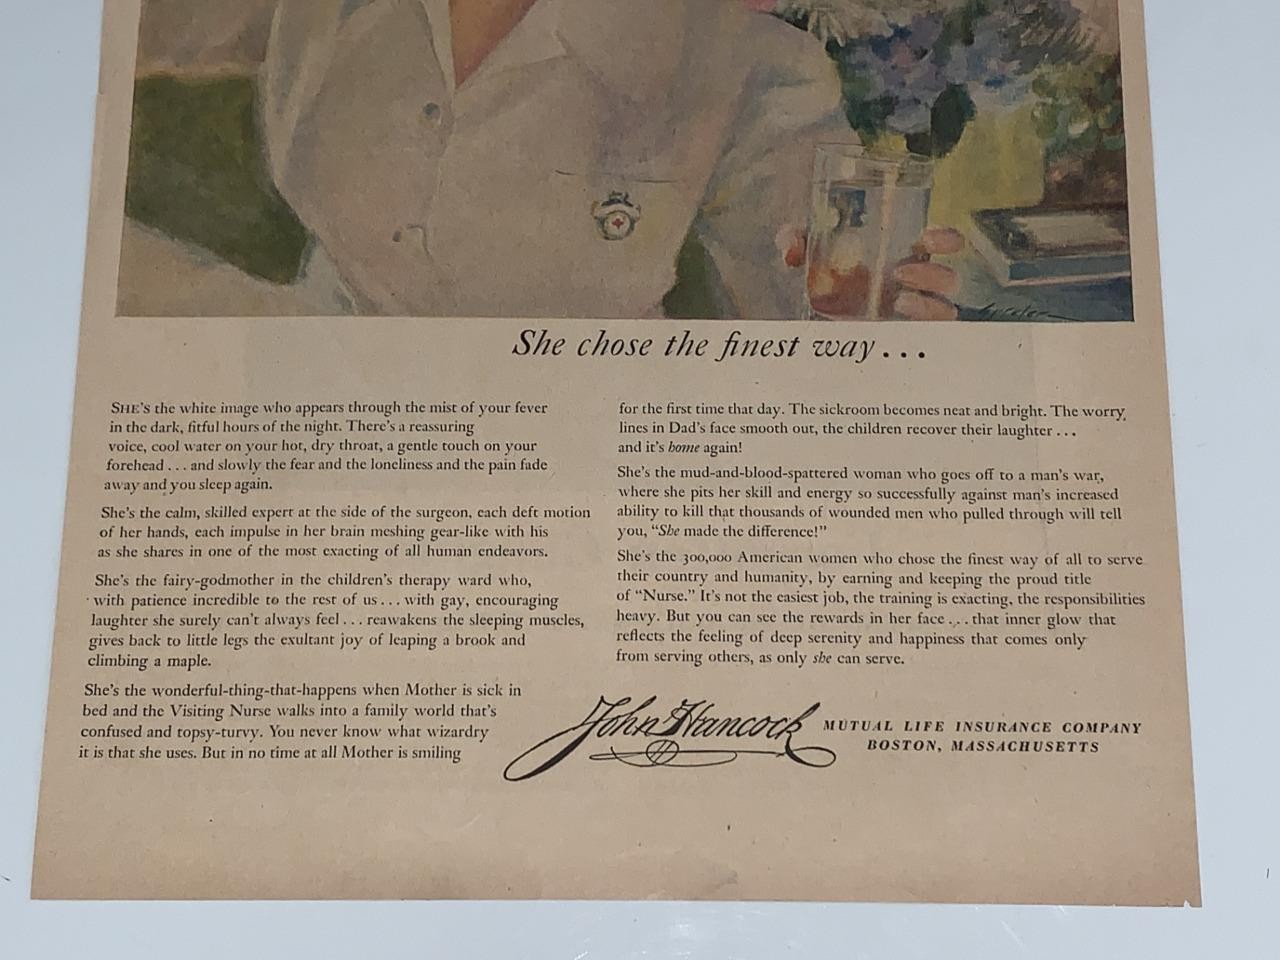 She chose the finest way...
SHE's the white image who appears through the mist of your fever
in the dark, fitful hours of the night. There's a reassuring
voice, cool water on your hot, dry throat, a gentle touch on your
forehead . . . and slowly the fear and the loneliness and the pain fade
away and you sleep again.
She's the calm, skilled expert at the side of the surgeon, each deft motion
of her hands, each impulse in her brain meshing gear-like with his
as she shares in one of the most exacting of all human endeavors.
She's the fairy-godmother in the children's therapy ward who,
with patience incredible to the rest of us . . . with gay, encouraging
laughter she surely can't always feel . . . reawakens the sleeping muscles,
gives back to little legs the exultant joy of leaping a brook and
climbing a maple.
She's the wonderful-thing-that-happens when Mother is sick in
bed and the Visiting Nurse walks into a family world that's
confused and topsy-turvy. You never know what wizardry
it is that she uses. But in no time at all Mother is smiling
for the first time that day. The sickroom becomes neat and bright. The worry
lines in Dad's face smooth out, the children recover their laughter . . .
and it's home again!
She's the mud-and-blood-spattered woman who goes off to a man's war,
where she pits her skill and energy so successfully against man's increased
ability to kill that thousands of wounded men who pulled through will tell
you, “She made the difference!”
She's the 300,000 American women who chose the finest way of all to serve
their country and humanity, by earning and keeping the proud title
of “Nurse.” It's not the easiest job, the training is exacting, the responsibilities
heavy. But you can see the rewards in her face . . . that inner glow that
reflects the feeling of deep serenity and happiness that comes only
from serving others, as only she can serve.
John Hancock MUTUAL LIFE INSURANCE COMPANY
BOSTON, MASSACHUSETTS